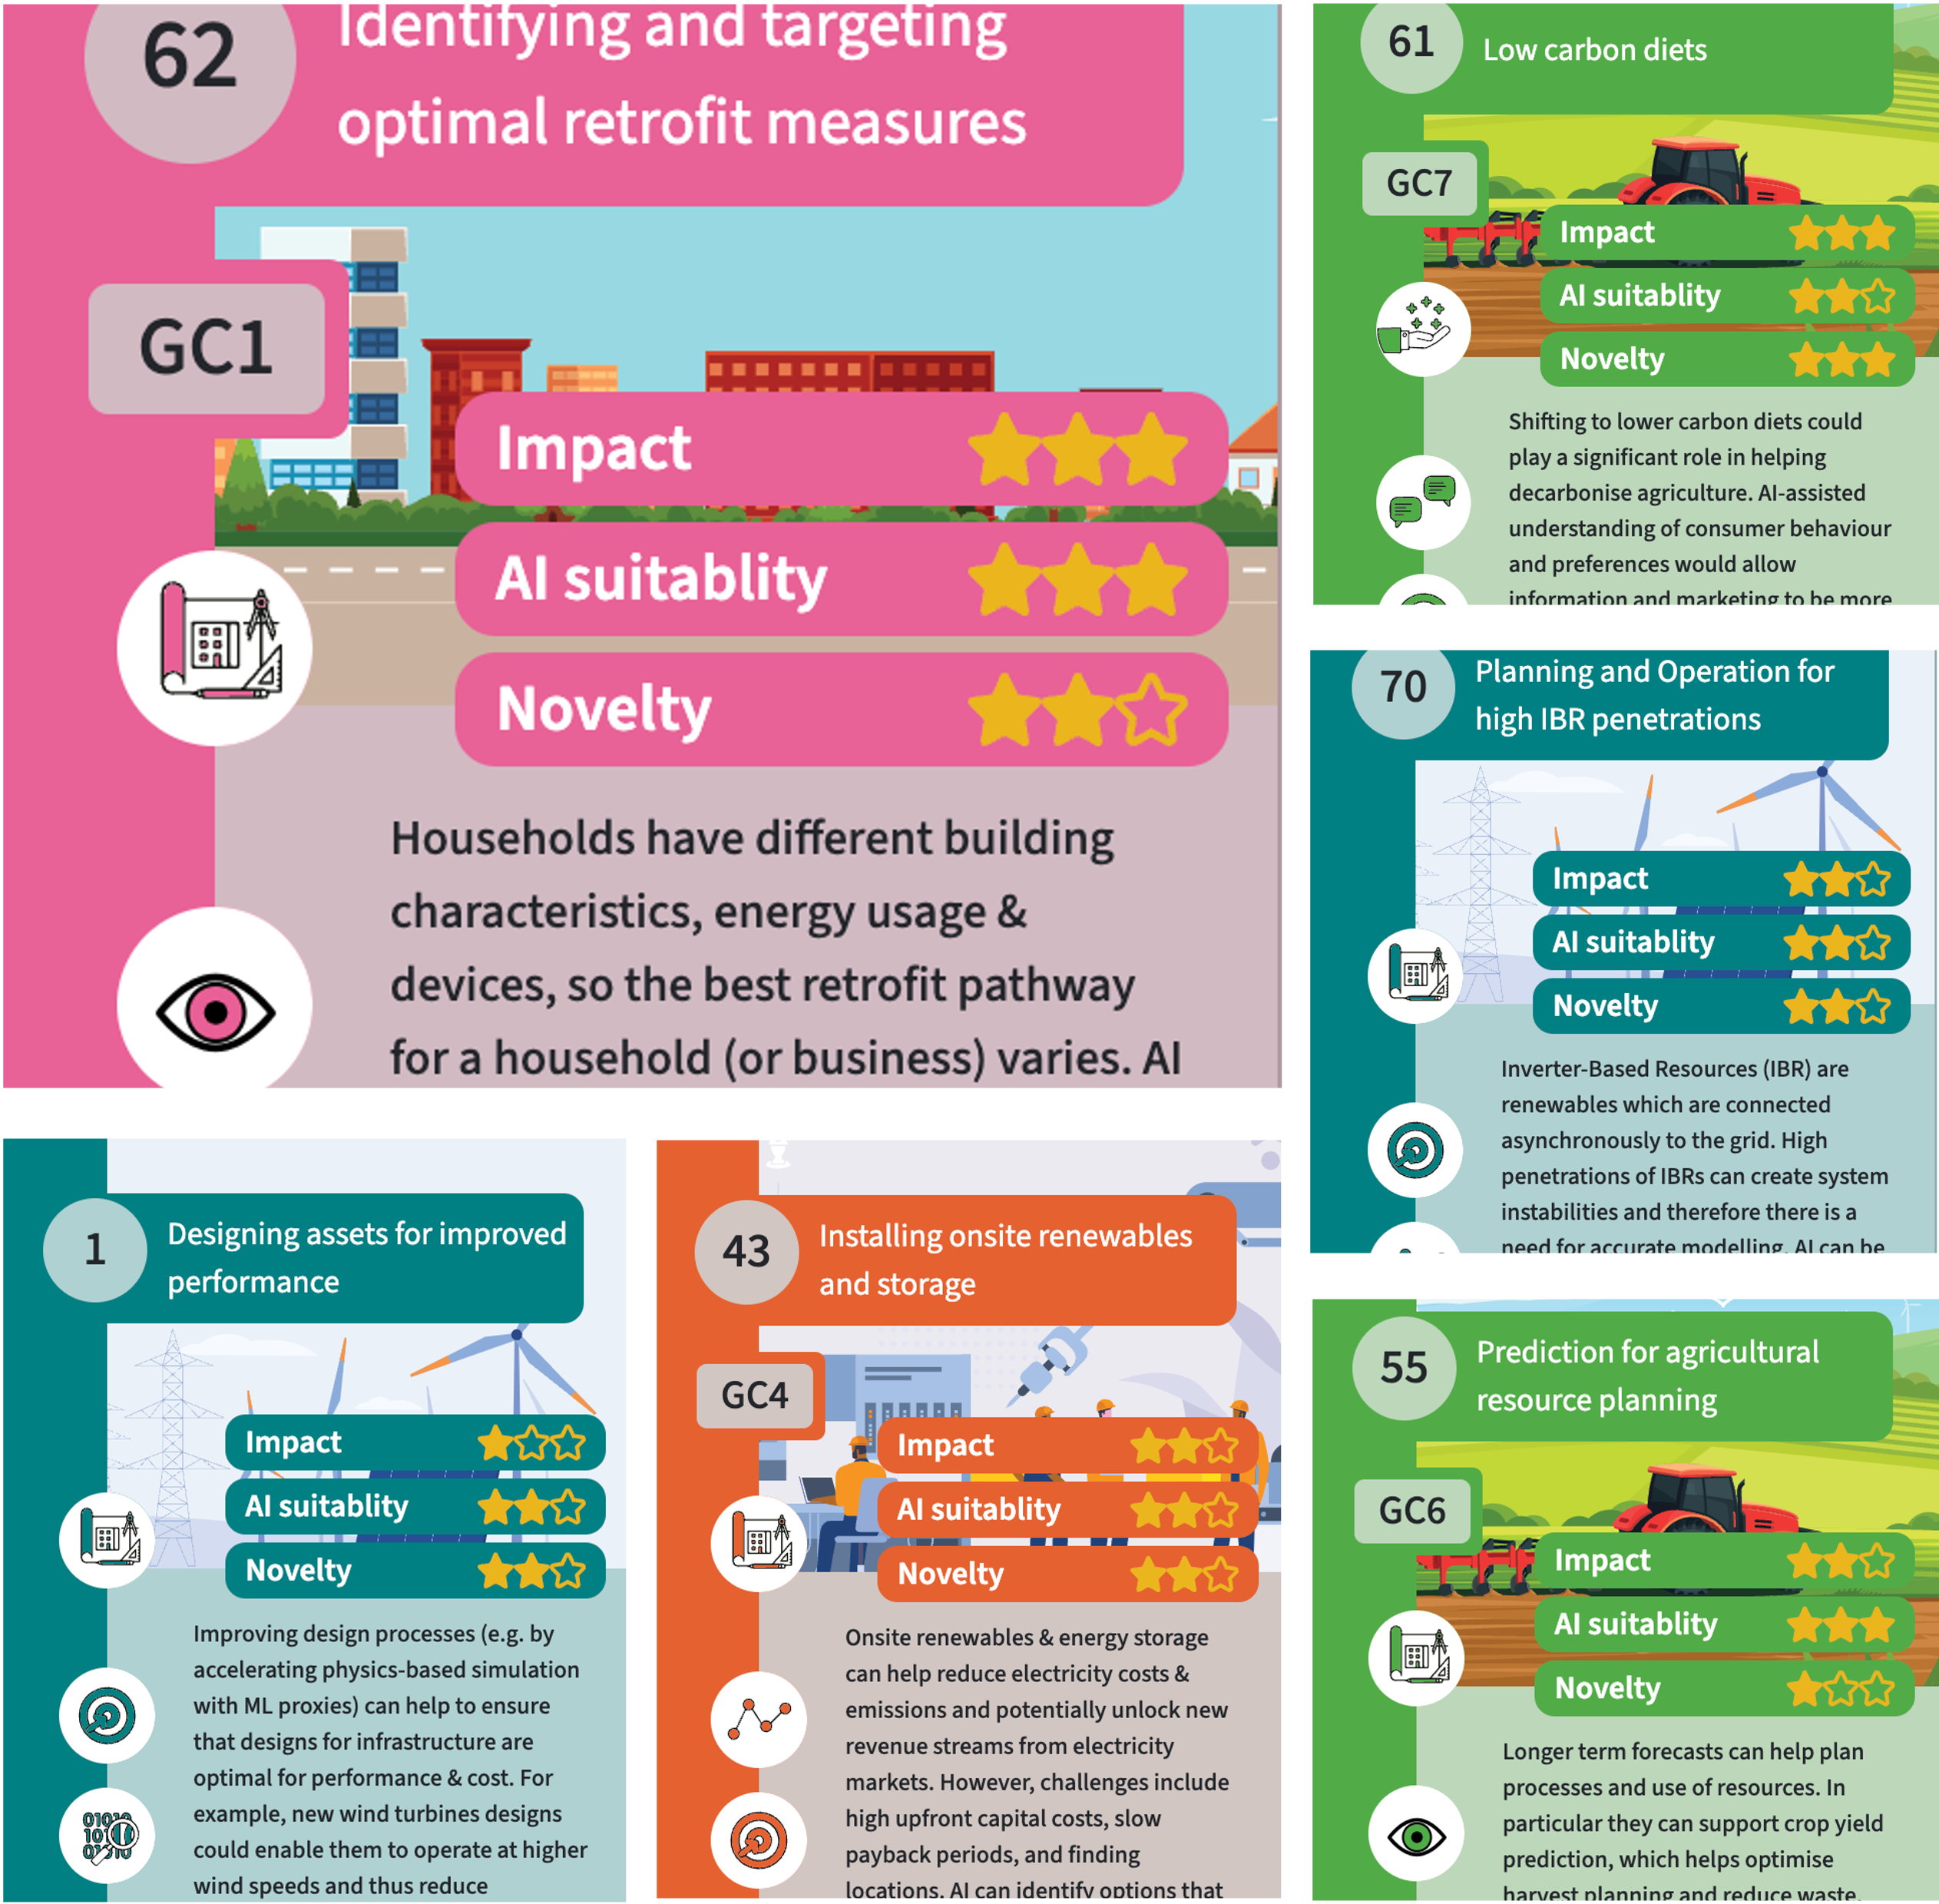 62
Identifying and targeting
optimal retrofit measures
GC1
Impact
AI suitablity
Novelty
Households have different building
characteristics, energy usage &
devices, so the best retrofit pathway
for a household (or business) varies. AI
61
Low carbon diets
GC7
Impact
AI suitablity
Novelty
Shifting to lower carbon diets could
play a significant role in helping
decarbonise agriculture. AI-assisted
understanding of consumer behaviour
and preferences would allow
information and marketing to be more
70
Planning and Operation for
high IBR penetrations
Impact
AI suitablity
Novelty
Inverter-Based Resources (IBR) are
renewables which are connected
asynchronously to the grid. High
penetrations of IBRs can create system
instabilities and therefore there is a
need for accurate modelling. AI can be
1
Designing assets for improved
performance
Impact
AI suitablity
Novelty
Improving design processes (e.g. by
accelerating physics-based simulation
with ML proxies) can help to ensure
that designs for infrastructure are
optimal for performance & cost. For
example, new wind turbines designs
could enable them to operate at higher
wind speeds and thus reduce
43
Installing onsite renewables
and storage
GC4
Impact
AI suitablity
Novelty
Onsite renewables & energy storage
can help reduce electricity costs &
emissions and potentially unlock new
revenue streams from electricity
markets. However, challenges include
high upfront capital costs, slow
payback periods, and finding
locations. AI can identify options that
55
Prediction for agricultural
resource planning
GC6
Impact
AI suitablity
Novelty
Longer term forecasts can help plan
processes and use of resources. In
particular they can support crop yield
prediction, which helps optimise
harvest planning and reduce waste.